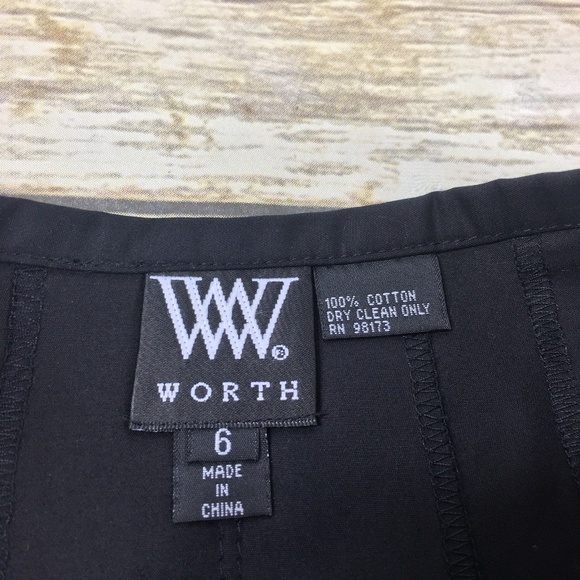 W
®
WORTH
6
MADE
IN
CHINA
100% COTTON
DRY CLEAN ONLY
RN 98173